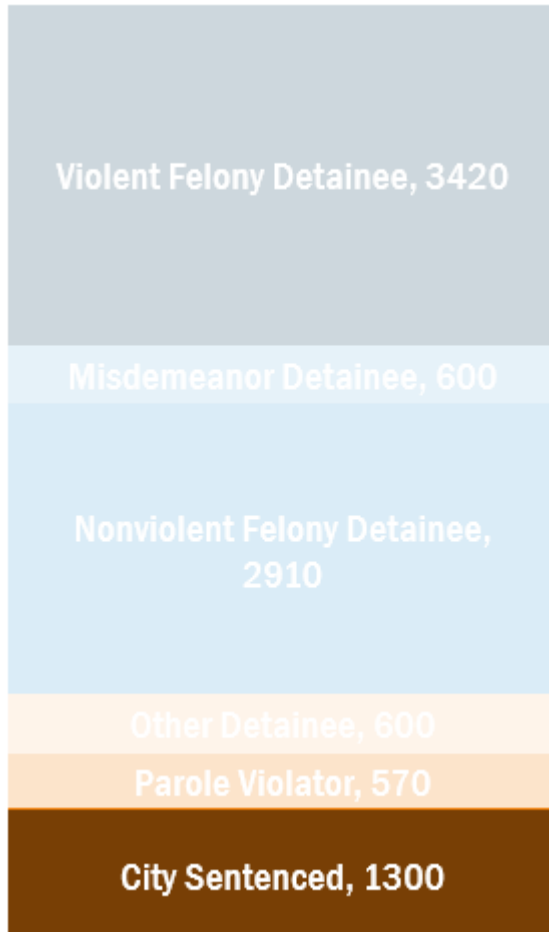 Violent Felony Detainee, 3420
Misdemeanor Detainee, 600
Nonviolent Felony Detainee,
2910
Other Detainee, 600
Parole Violator, 570
City Sentenced, 1300